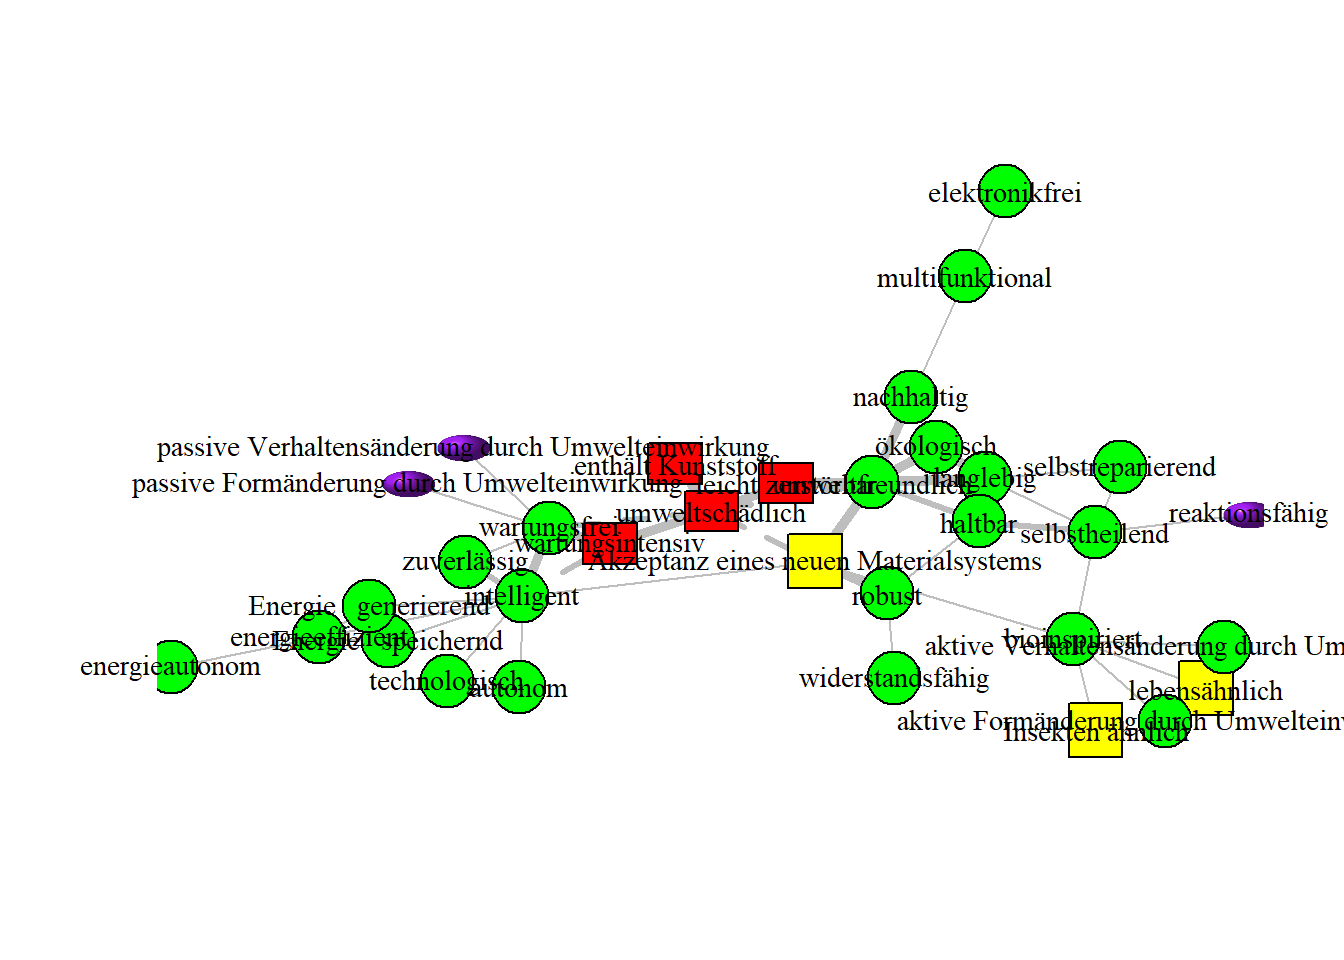 elektronikfrei
multifunktional
nachhaltig
ökologisch
passive Verhaltensänderung durch Umwelteinwirkung
enthält Kunststoff
selbstreparierend
langlebig
passive Formänderung durch Umwelteinwirkung
leicht zerstörbar
umweltfreundlich
umweltschädlich
reaktionsfähig
wartungsfrei
haltbar
selbstheilend
wartungsintensiv
zuverlässig
Akzeptanz eines neuen Materialsystems
intelligent
robust
Energie generierend
energieeffizient
Energie speichernd
bioinspiriert
aktive Verhaltensänderung durch Um
energieautonom
technologisch
autonom
widerstandsfähig
lebensähnlich
aktive Formänderung durch Umwelteinw
Insekten ähnlich